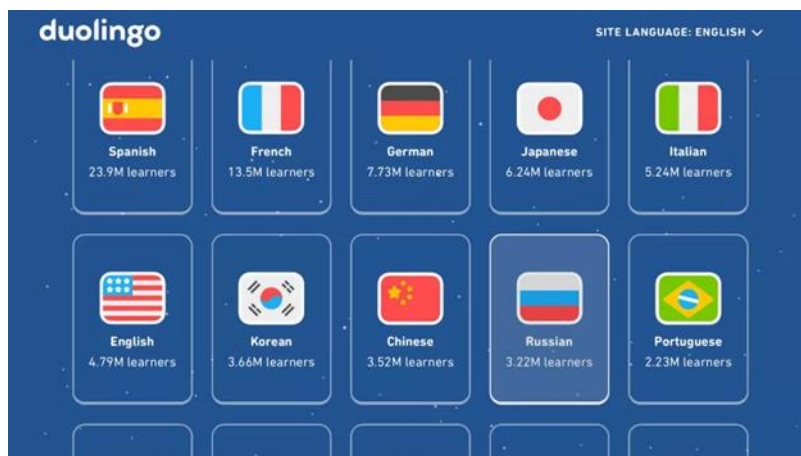 duolingo
SITE LANGUAGE: ENGLISH
Spanish
23.9M learners
French
13.5M learners
German
7.73M learners
Japanese
6.24M learners
Italian
5.24M learners
English
4.79M learners
Korean
3.66M learners
Chinese
3.52M learners
Russian
3.22M learners
Portuguese
2.23M learners